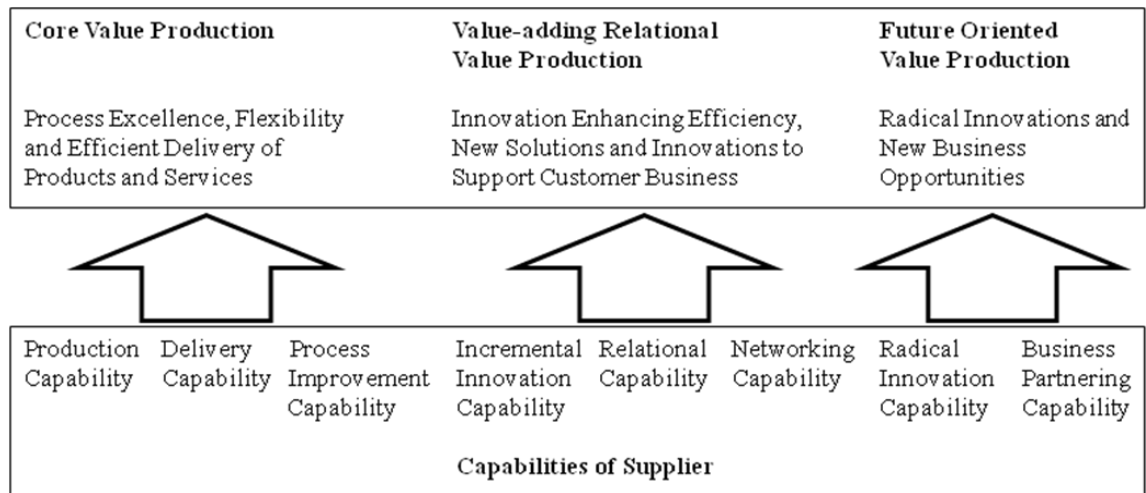 Core Value Production
Process Excellence, Flexibility
and Efficient Delivery of
Products and Services
Value-adding Relational
Value Production
Innovation Enhancing Efficiency,
New Solutions and Innovations to
Support Customer Business
Future Oriented
Value Production
Radical Innovations and
New Business
Opportunities
Production
Capability
Delivery
Capability
Process
Improvement
Capability
Incremental
Innovation
Capability
Relational
Capability
Networking
Capability
Radical
Innovation
Capability
Business
Partnering
Capability
Capabilities of Supplier